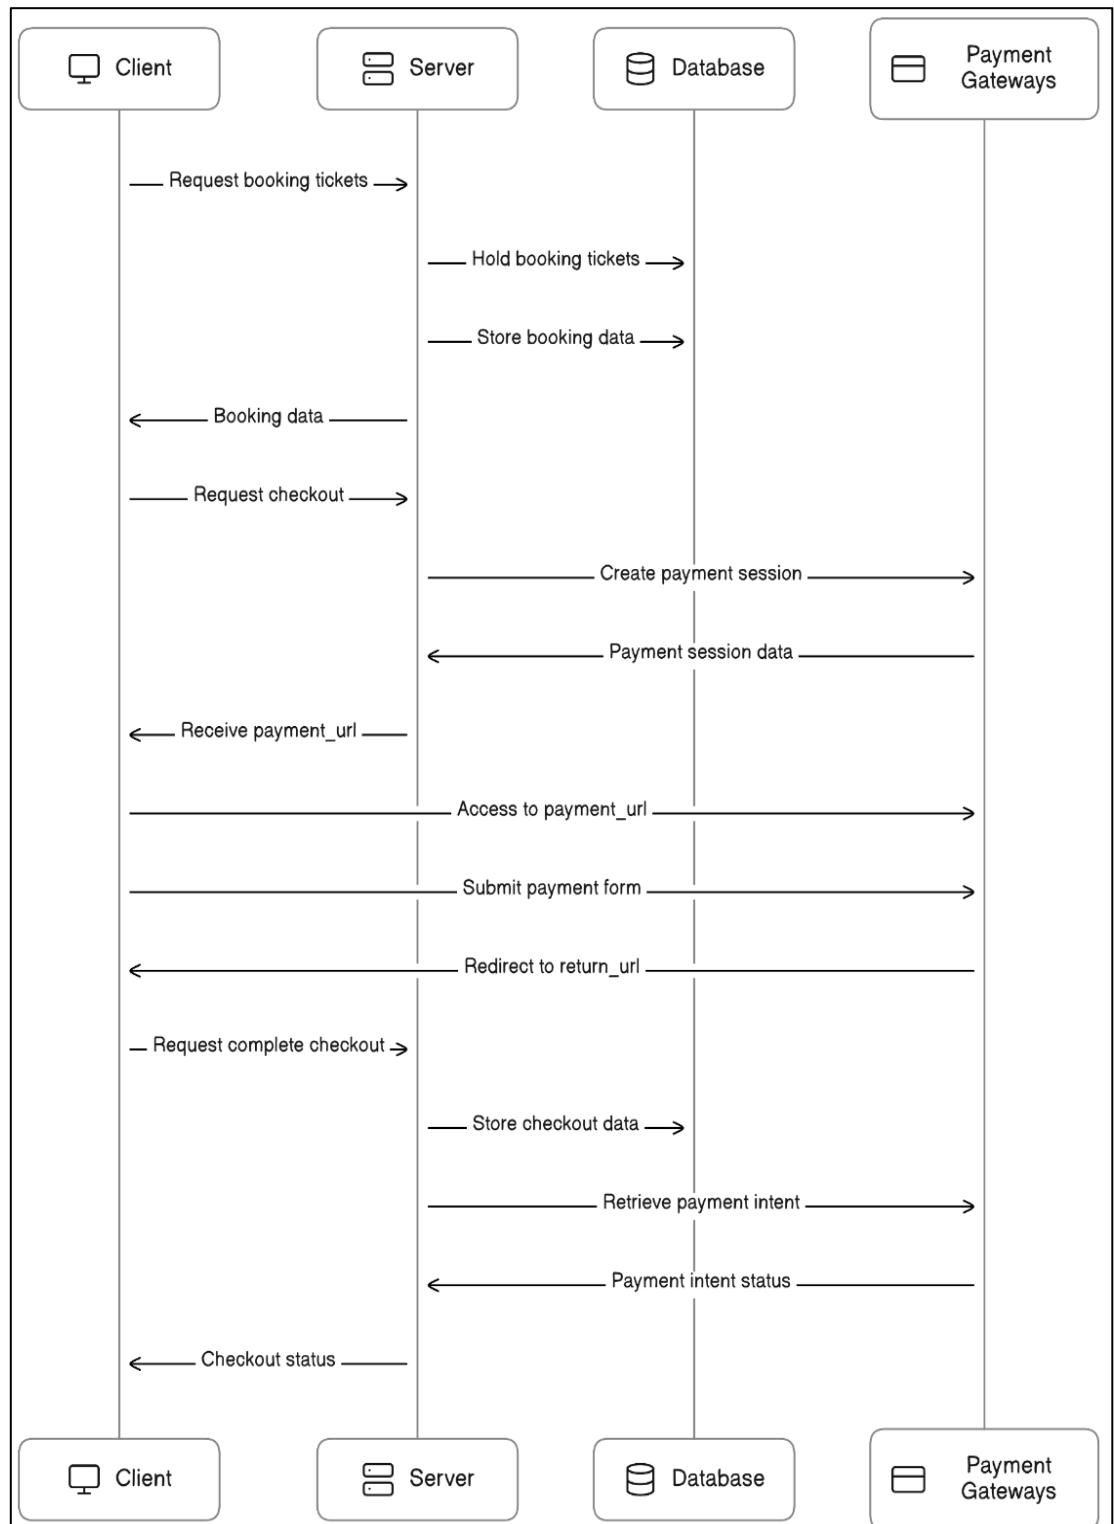 Client
Server
Database
Payment
Gateways
Request booking tickets
Hold booking tickets
Store booking data
Booking data
Request checkout
Create payment session
Payment session data
Receive payment_url
Access to payment_url
Submit payment form
Redirect to return_url
Request complete checkout
Store checkout data
Retrieve payment intent
Payment intent status
Checkout status
Client
Server
Database
Payment
Gateways